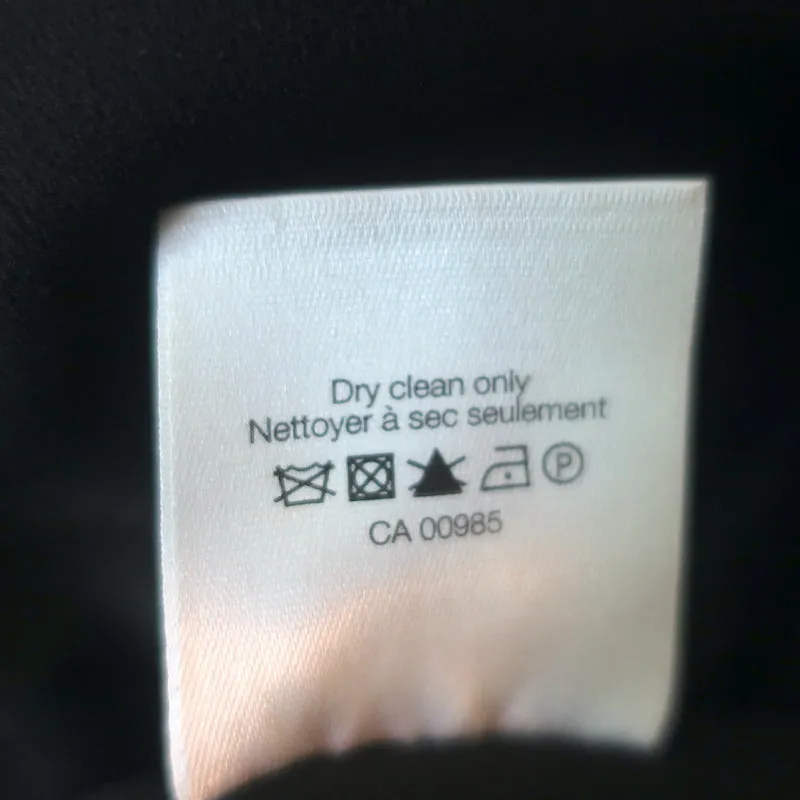 Dry clean only
Nettoyer à sec seulement
P
CA 00985